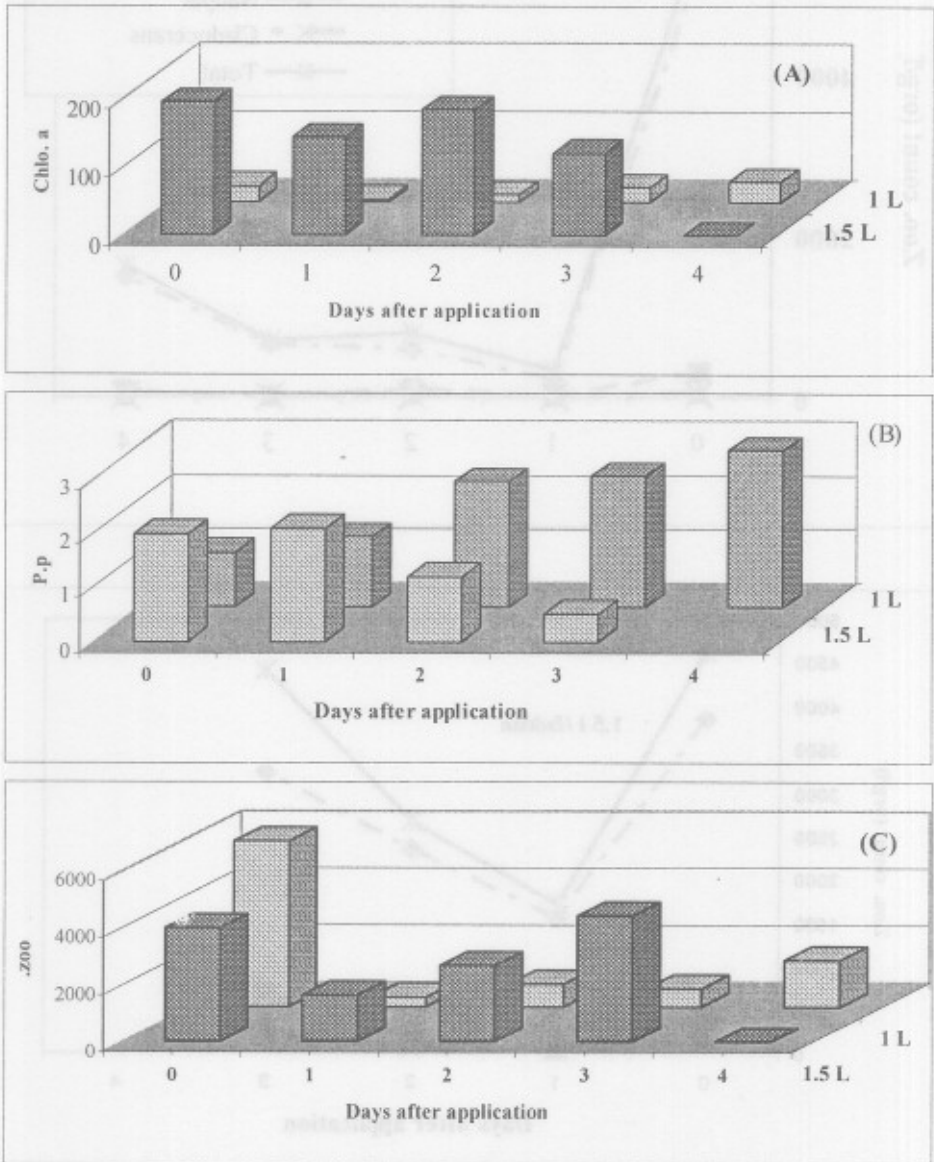 (A)
200
100
0
Chlo. a
0 1 2 3 4
1 L
1.5 L
Days after application
(B)
3
2
1
0
P.p
0 1 2 3 4
1 L
1.5 L
Days after application
(C)
6000
4000
2000
0
.zoo
0 1 2 3 4
1 L
1.5 L
Days after application